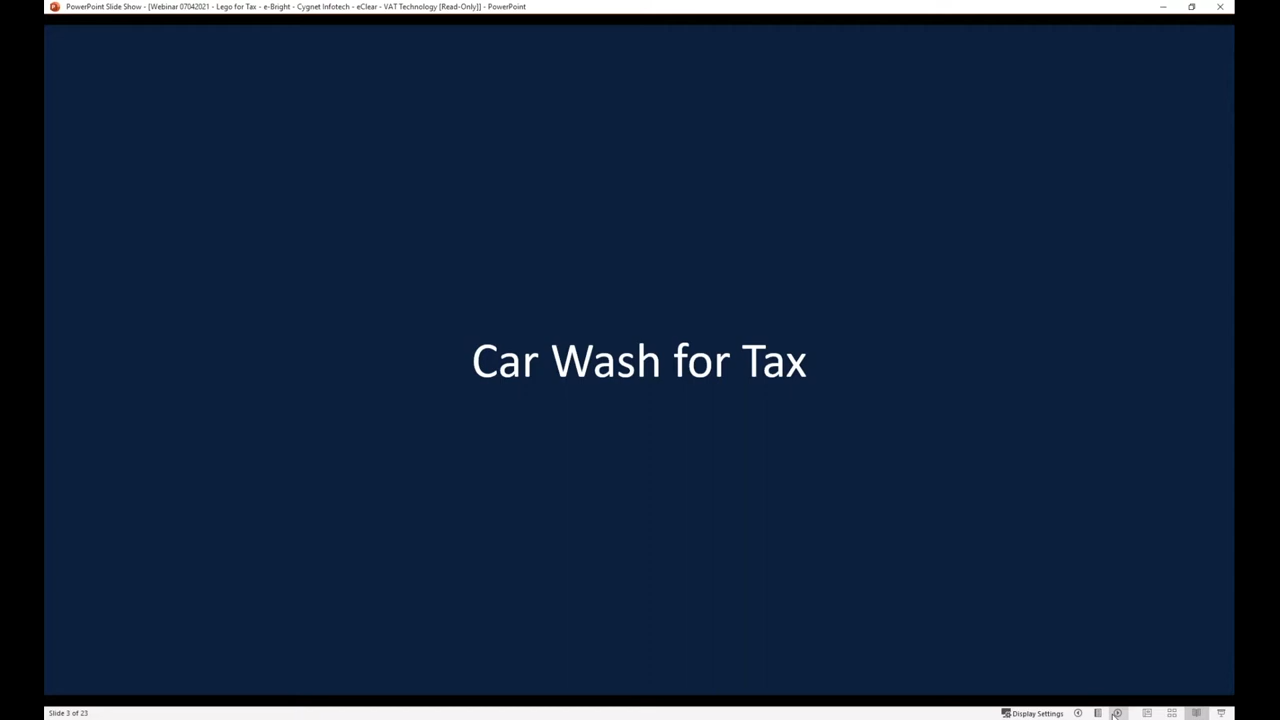 PowerPoint Slide Show - [Webinar 07042021 - Lego for Tax - e-Bright - Cygnet Infotech - eClear - VAT Technology [Read-Only]] - PowerPoint
Car Wash for Tax
Slide 3 of 23
Display Settings